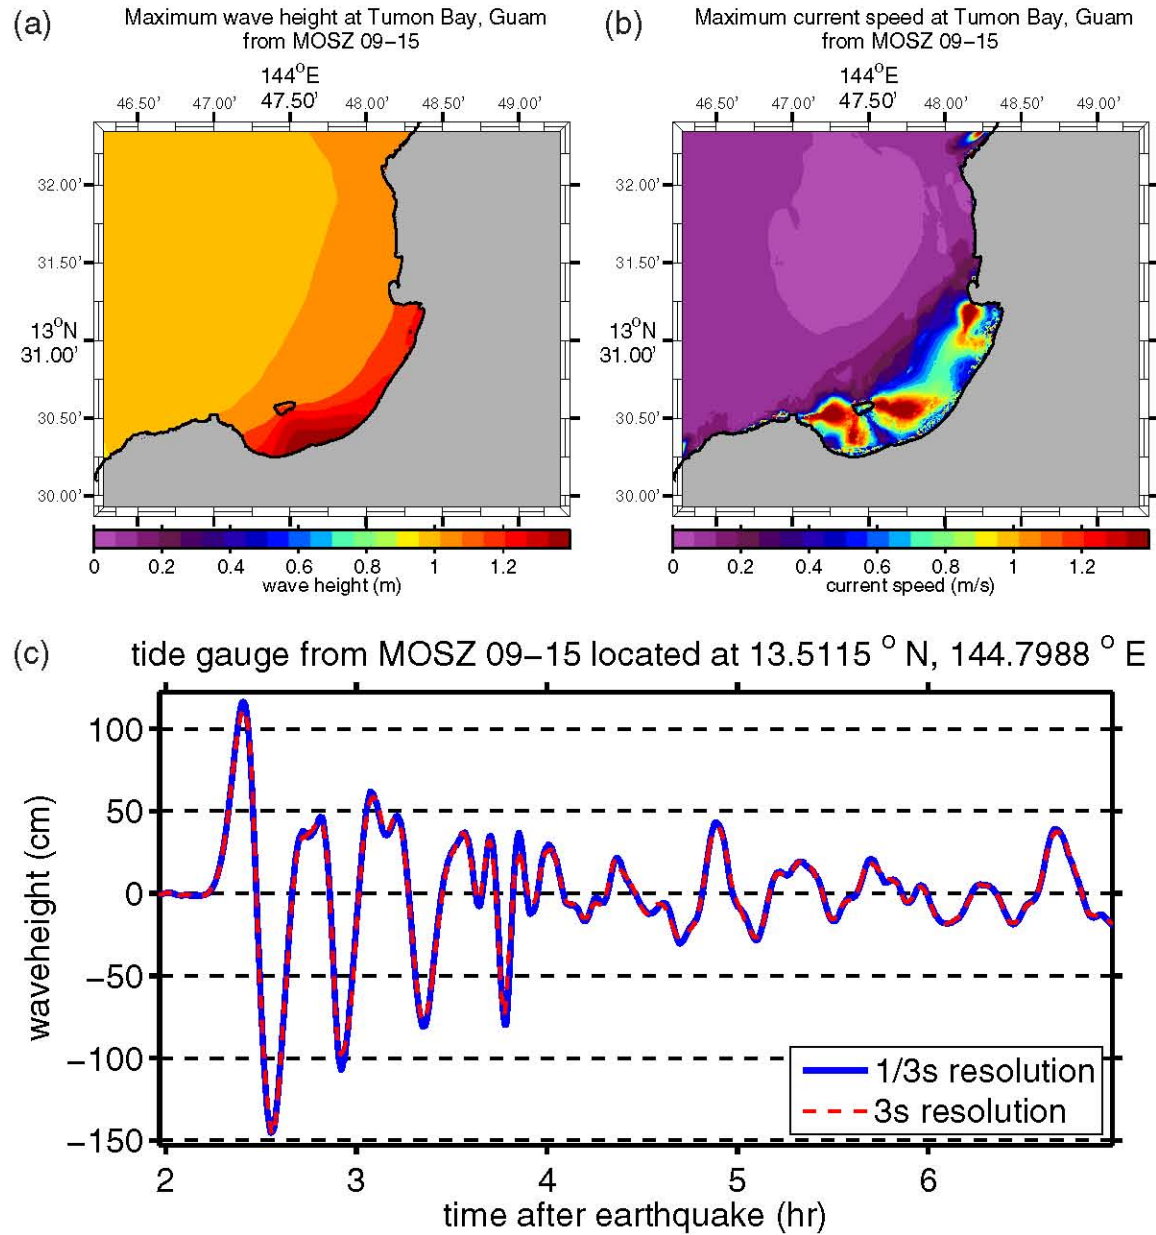 (a)
Maximum wave height at Tumon Bay, Guam
from MOSZ 09−15
144°E
46.50' 47.00' 47.50' 48.00' 48.50' 49.00'
32.00'
31.50'
13°N
31.00'
30.50'
30.00'
0 0.2 0.4 0.6 0.8 1 1.2
wave height (m)
(b)
Maximum current speed at Tumon Bay, Guam
from MOSZ 09−15
144°E
46.50' 47.00' 47.50' 48.00' 48.50' 49.00'
32.00'
31.50'
13°N
31.00'
30.50'
30.00'
0 0.2 0.4 0.6 0.8 1 1.2
current speed (m/s)
(c)
tide gauge from MOSZ 09−15 located at 13.5115 ° N, 144.7988 ° E
100
50
0
−50
−100
−150
waveheight (cm)
1/3s resolution
3s resolution
2 3 4 5 6
time after earthquake (hr)